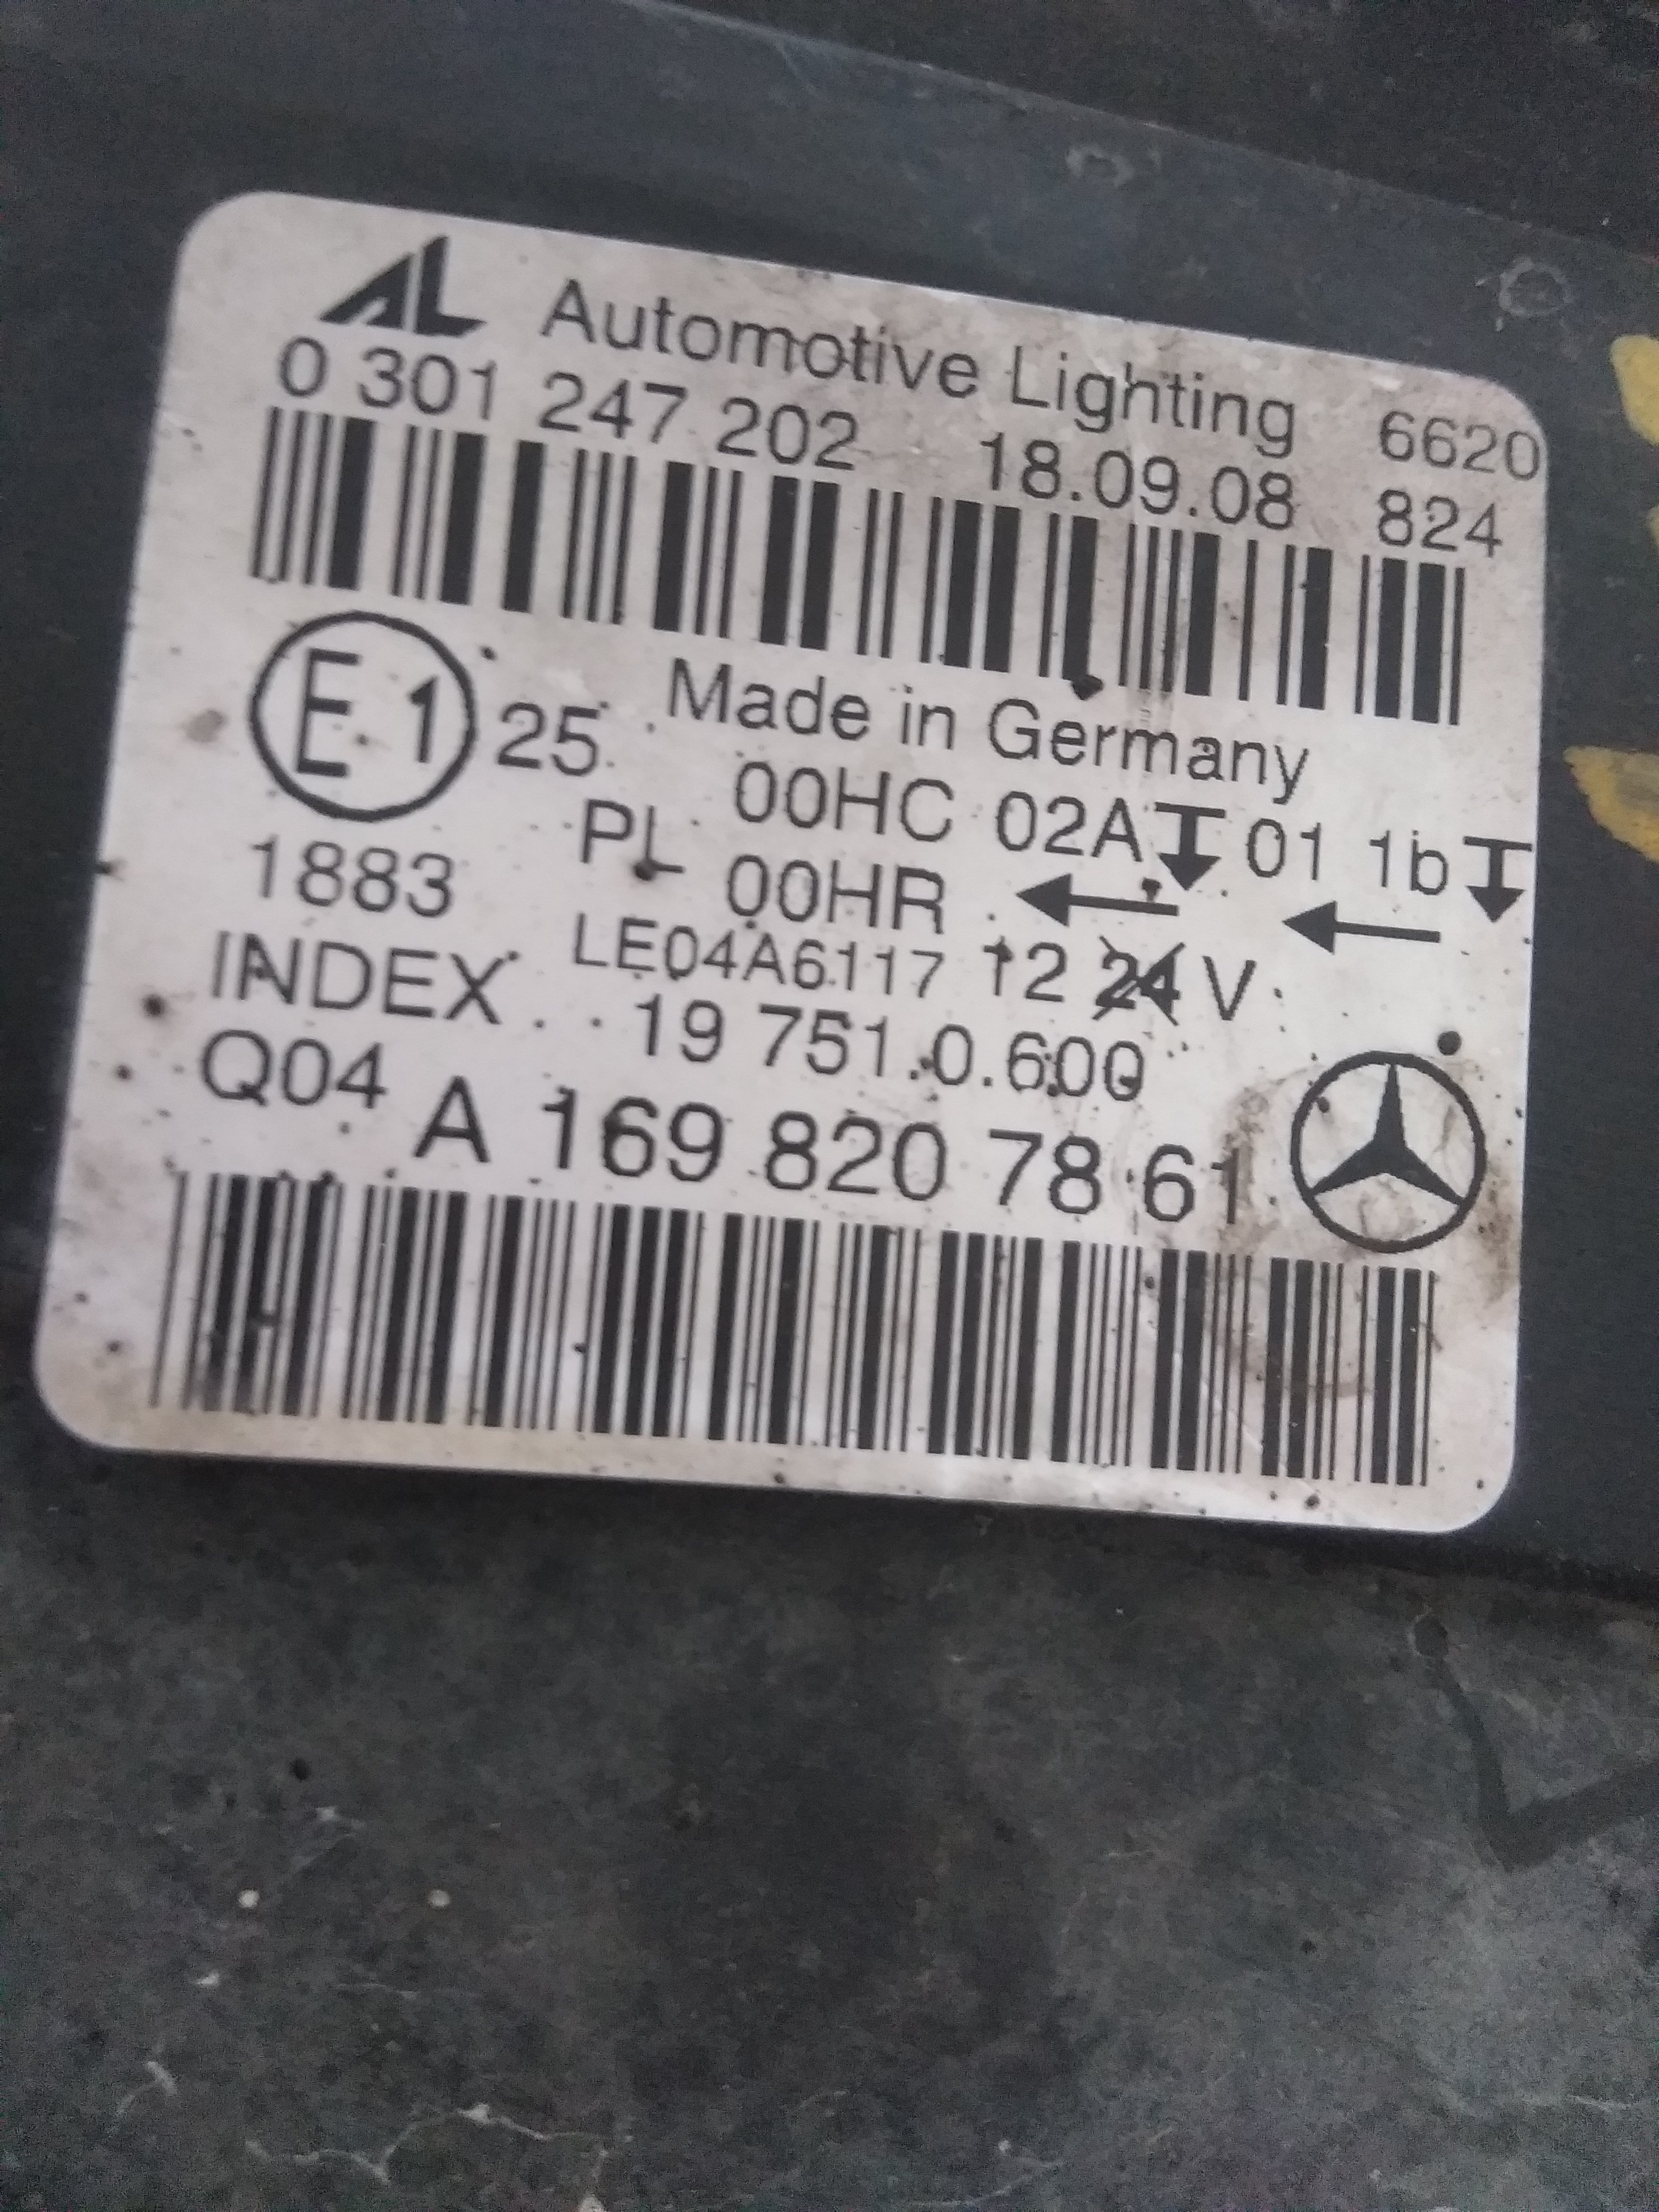 AL Automotive Lighting 6620
0 301 247 202 18.09.08 824
E1 25 Made in Germany
PL 00HC 02A 01 1b
1883 00HR
LE04A6117 12 24 V
INDEX 19 751.0.600
Q04 A 169 820 78 61